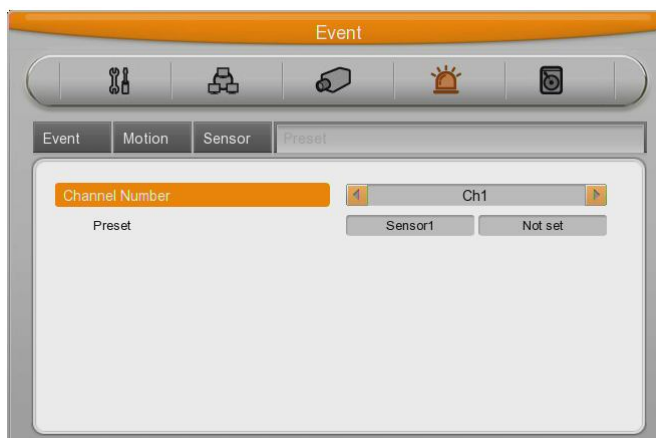 Event
Event Motion Sensor Preset
Channel Number Ch1
Preset Sensor1 Not set